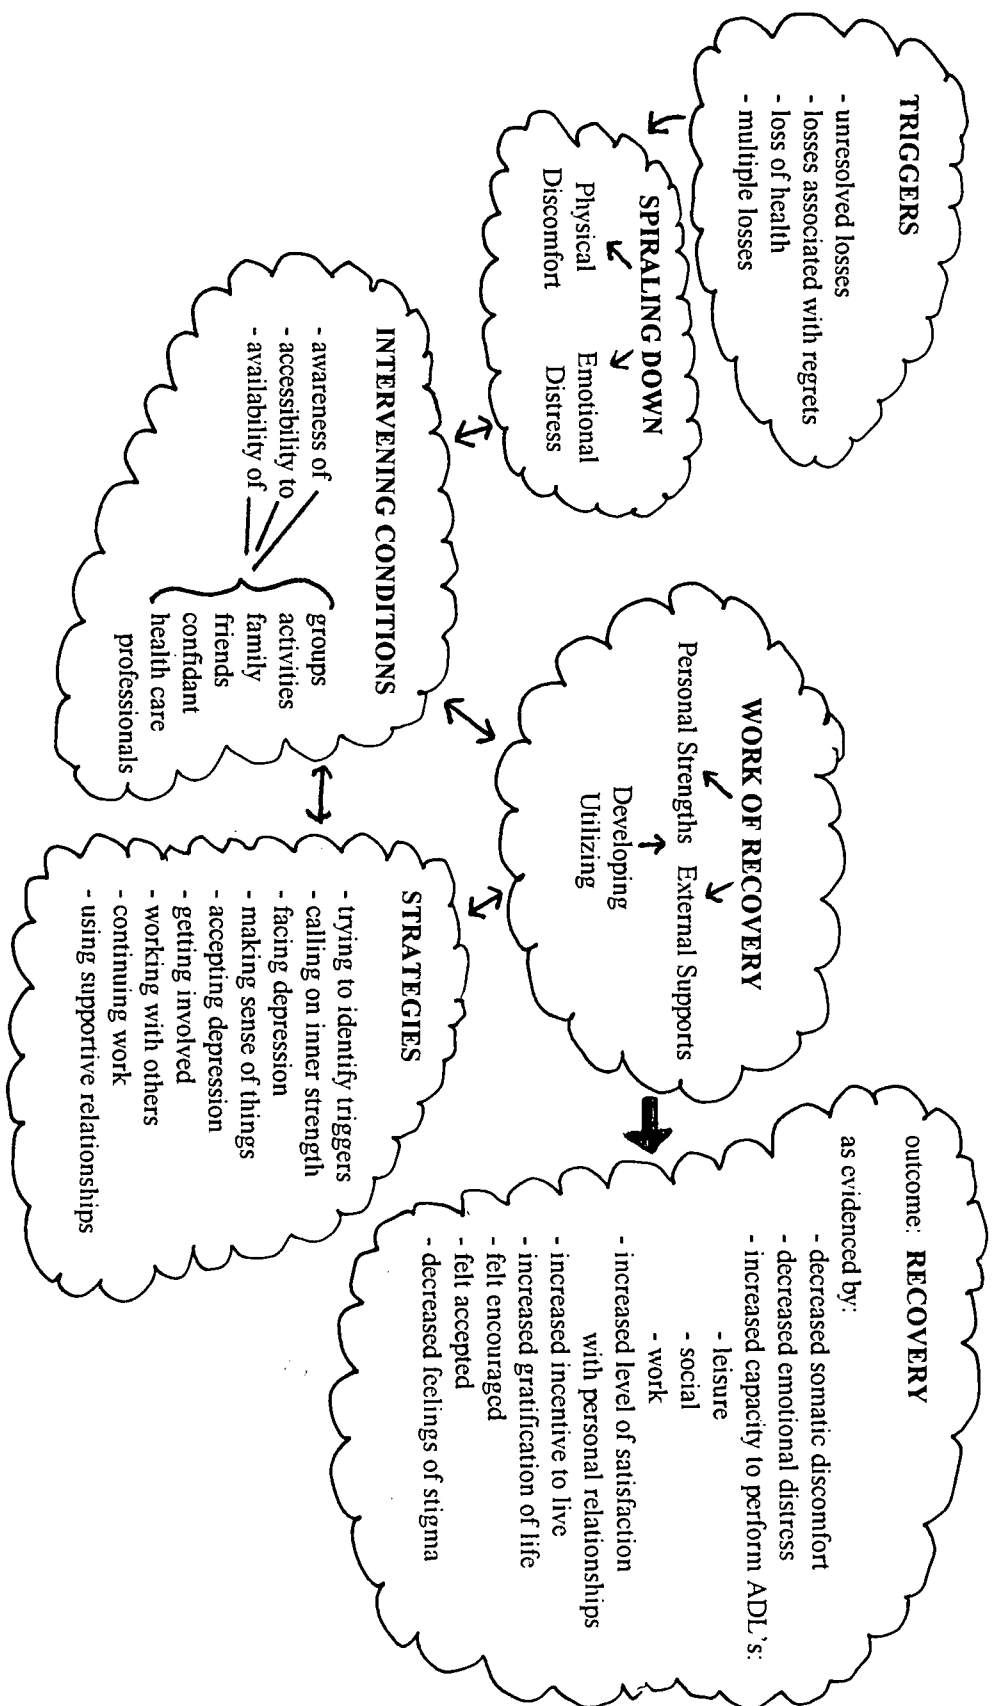 TRIGGERS
- unresolved losses
- losses associated with regrets
- loss of health
- multiple losses
SPIRALING DOWN
Physical Emotional
Discomfort Distress
INTERVENING CONDITIONS
- awareness of
- accessibility to
- availability of
groups
activities
family
friends
confidant
health care
professionals
WORK OF RECOVERY
Personal Strengths External Supports
Developing
Utilizing
STRATEGIES
- trying to identify triggers
- calling on inner strength
- facing depression
- making sense of things
- accepting depression
- getting involved
- working with others
- continuing work
- using supportive relationships
outcome: RECOVERY
as evidenced by:
- decreased somatic discomfort
- decreased emotional distress
- increased capacity to perform ADL's:
- leisure
- social
- work
- increased level of satisfaction
with personal relationships
- increased incentive to live
- increased gratification of life
- felt encouraged
- felt accepted
- decreased feelings of stigma